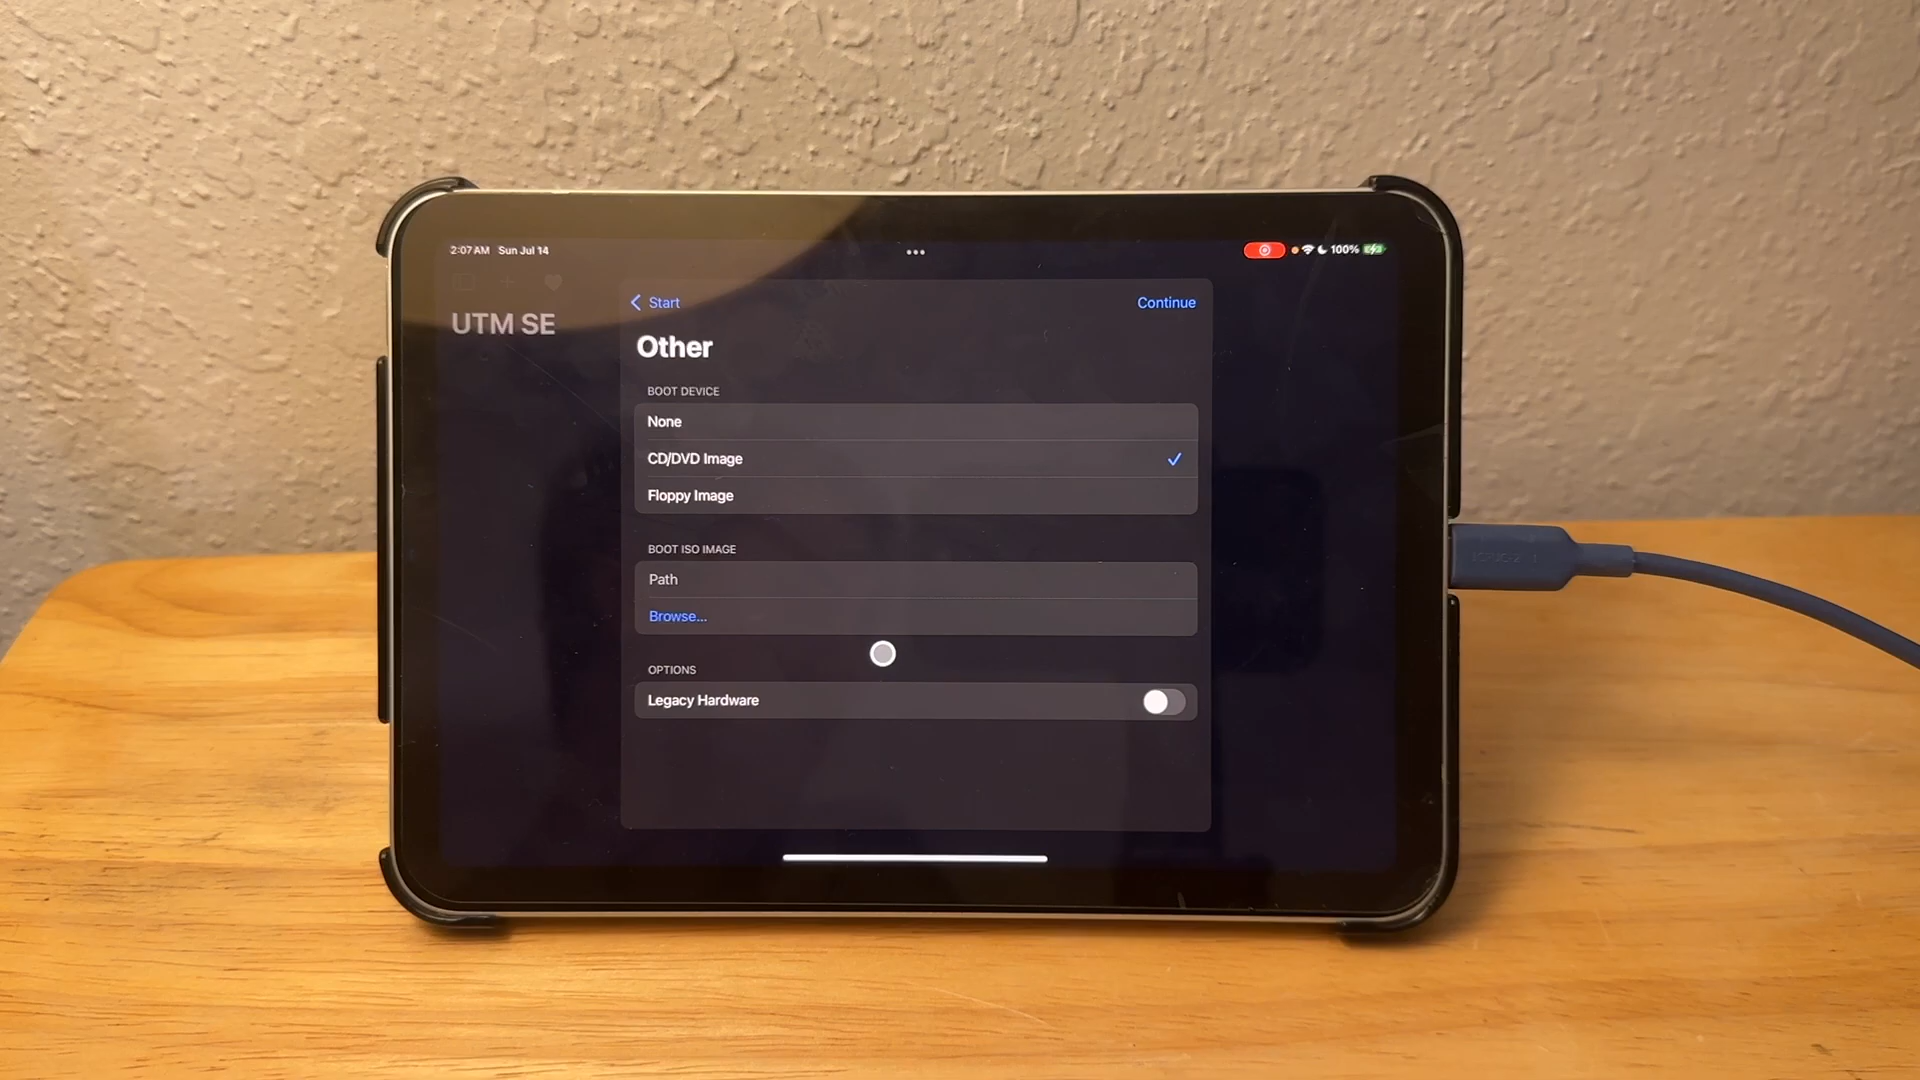 2:07 AM Sun Jul 14
100%
UTM SE
Start
Continue
Other
BOOT DEVICE
None
CD/DVD Image
Floppy Image
BOOT ISO IMAGE
Path
Browse...
OPTIONS
Legacy Hardware